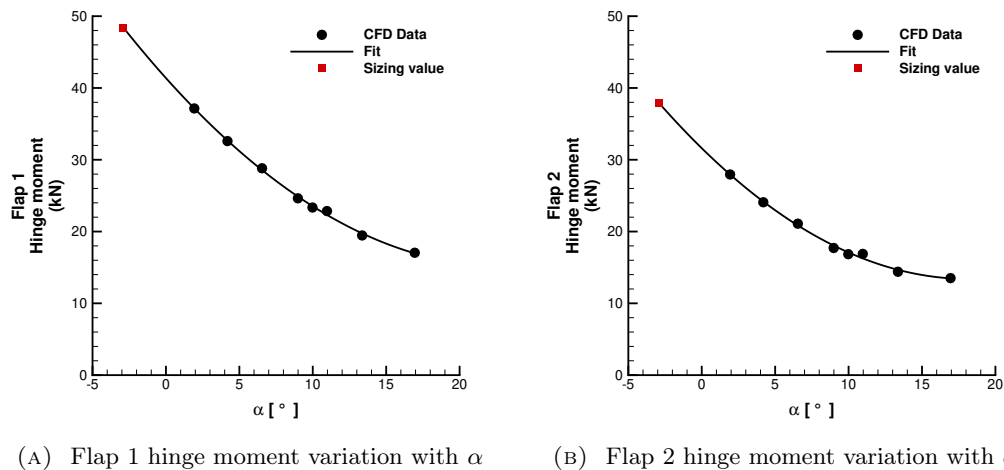 50
40
30
20
10
0
-5 0 5 10 15 20
Flap 1
Hinge moment
(kN)
α [ ° ]
CFD Data
Fit
Sizing value
(A) Flap 1 hinge moment variation with α
50
40
30
20
10
0
-5 0 5 10 15 20
Flap 2
Hinge moment
(kN)
α [ ° ]
CFD Data
Fit
Sizing value
(B) Flap 2 hinge moment variation with